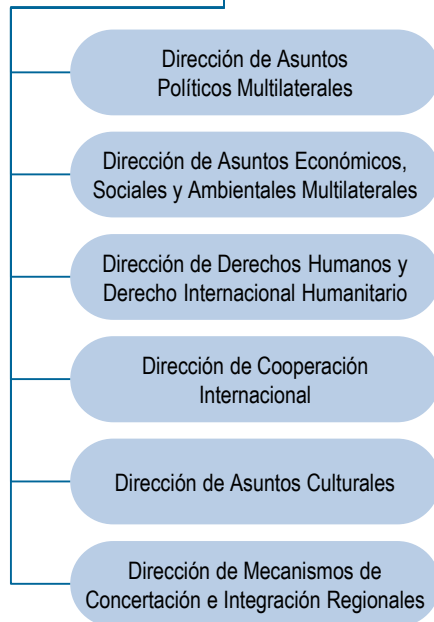 Dirección de Asuntos
Políticos Multilaterales
Dirección de Asuntos Económicos,
Sociales y Ambientales Multilaterales
Dirección de Derechos Humanos y
Derecho Internacional Humanitario
Dirección de Cooperación
Internacional
Dirección de Asuntos Culturales
Dirección de Mecanismos de
Concertación e Integración Regionales